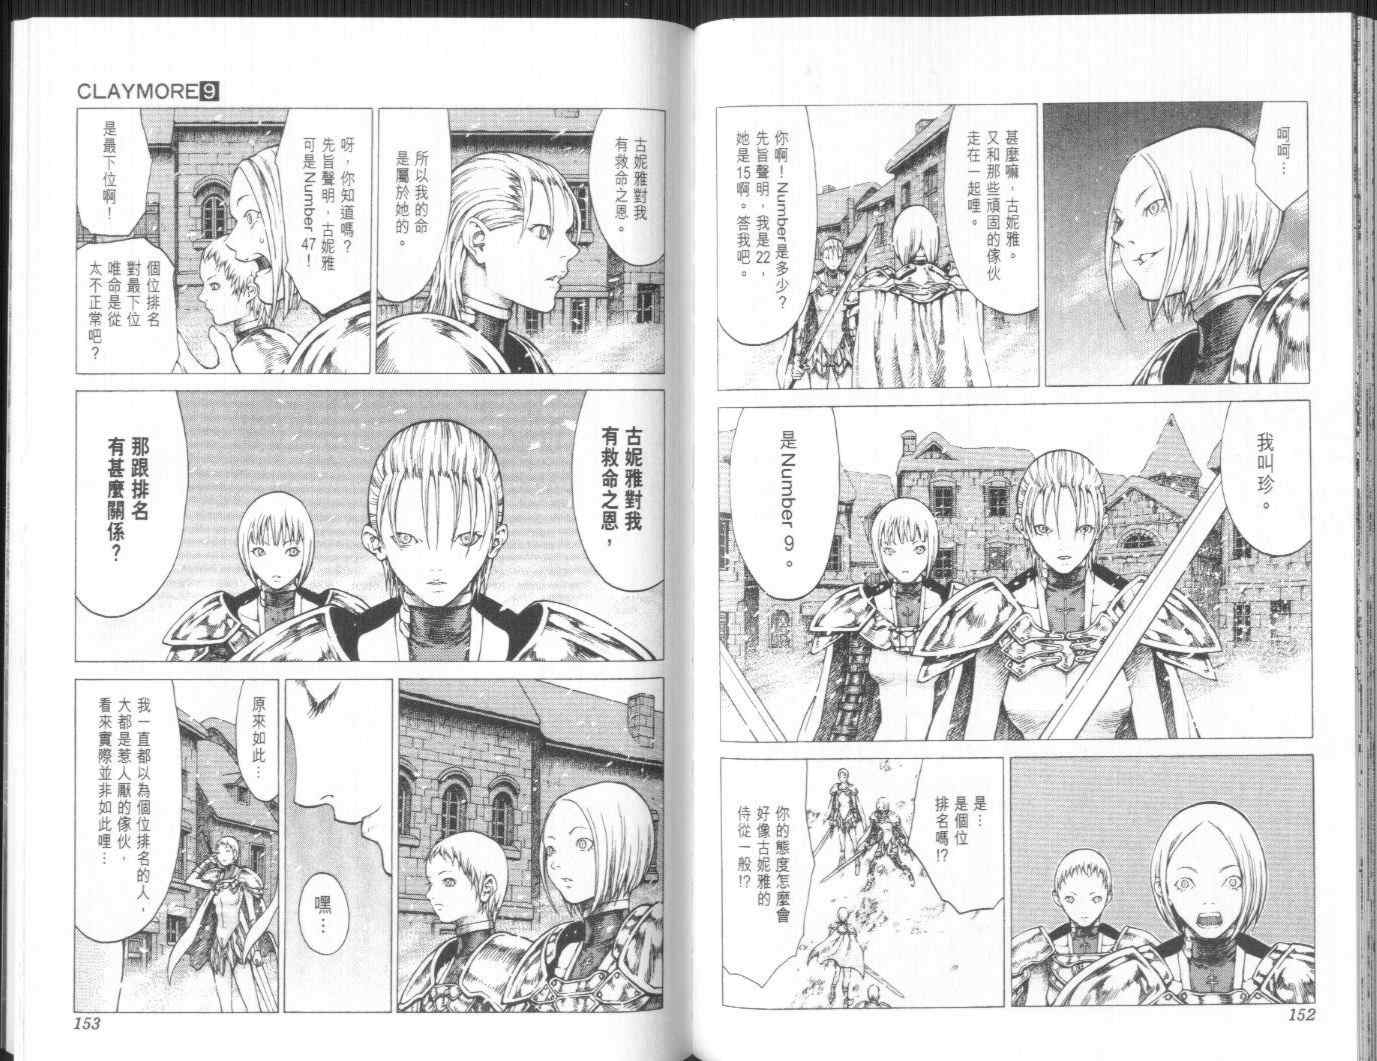 呵呵…
甚麼嘛，古妮雅。
又和那些頑固的傢伙
走在一起哩。
你啊！Number是多少？
先旨聲明，我是22，
她是15啊。答我吧。
我叫珍。
是Number 9。
是…
是個位
排名嗎!?
你的態度怎麼會
好像古妮雅的
侍從一般!?
152
CLAYMORE 9
古妮雅對我
有救命之恩。
所以我的命
是屬於她的。
呀，你知道嗎？
先旨聲明，古妮雅
可是Number 47！
是最下位啊！
個位排名
對最下位
唯命是從
太不正常吧？
古妮雅對我
有救命之恩，
那跟排名
有甚麼關係？
嘿…
原來如此…
我一直都以為個位排名的人，
大都是惹人厭的傢伙，
看來實際並非如此哩…
153